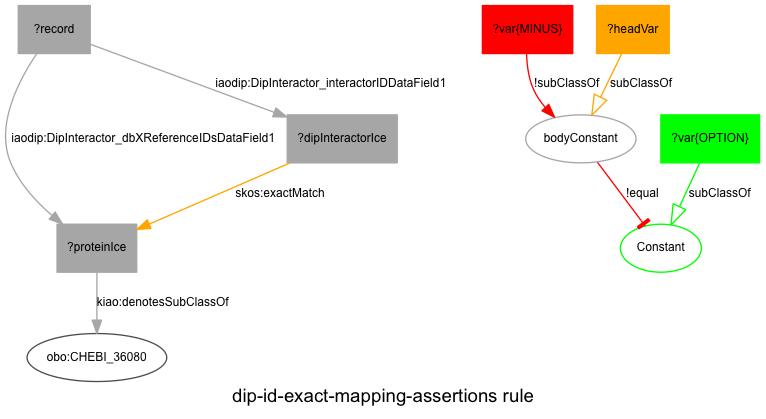 ?record
?var{MINUS}
?headVar
iaodip:DipInteractor_interactorIDDataField1
!subClassOf
subClassOf
iaodip:DipInteractor_dbXReferenceIDsDataField1
?dipInteractorIce
bodyConstant
?var{OPTION}
skos:exactMatch
!equal
subClassOf
?proteinIce
Constant
kiao:denotesSubClassOf
obo:CHEBI_36080
dip-id-exact-mapping-assertions rule